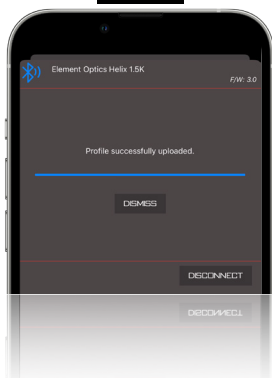 Element Optics Helix 1.5K
F/W: 3.0
Profile successfully uploaded.
DISMISS
DISCONNECT